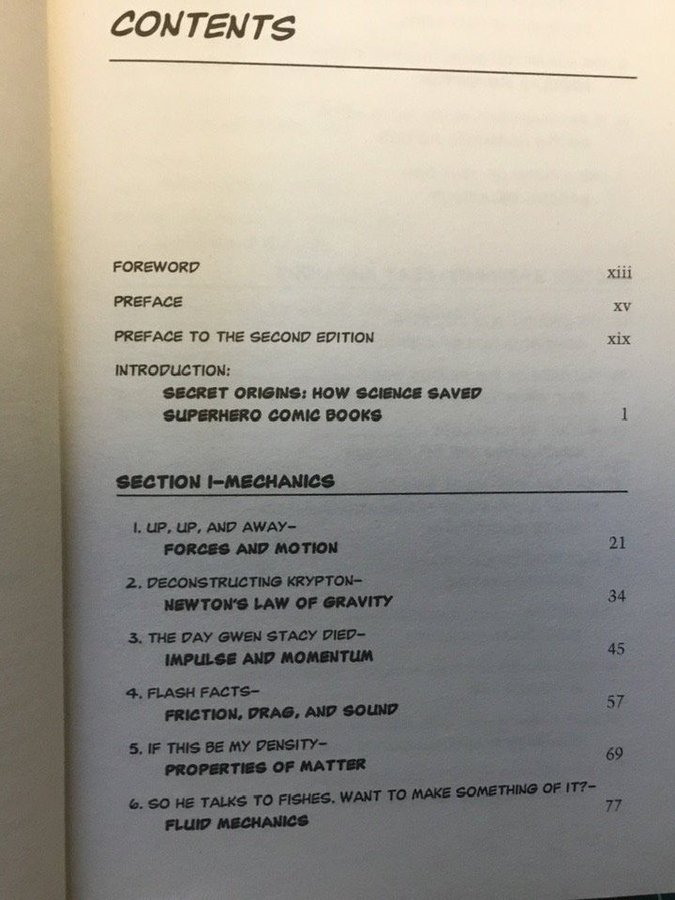 CONTENTS
FOREWORD xiii
PREFACE xv
PREFACE TO THE SECOND EDITION xix
INTRODUCTION:
SECRET ORIGINS: HOW SCIENCE SAVED
SUPERHERO COMIC BOOKS 1
SECTION I—MECHANICS
1. UP, UP, AND AWAY—
FORCES AND MOTION 21
2. DECONSTRUCTING KRYPTON—
NEWTON'S LAW OF GRAVITY 34
3. THE DAY GWEN STACY DIED—
IMPULSE AND MOMENTUM 45
4. FLASH FACTS—
FRICTION, DRAG, AND SOUND 57
5. IF THIS BE MY DENSITY—
PROPERTIES OF MATTER 69
6. SO HE TALKS TO FISHES. WANT TO MAKE SOMETHING OF IT?—
FLUID MECHANICS 77